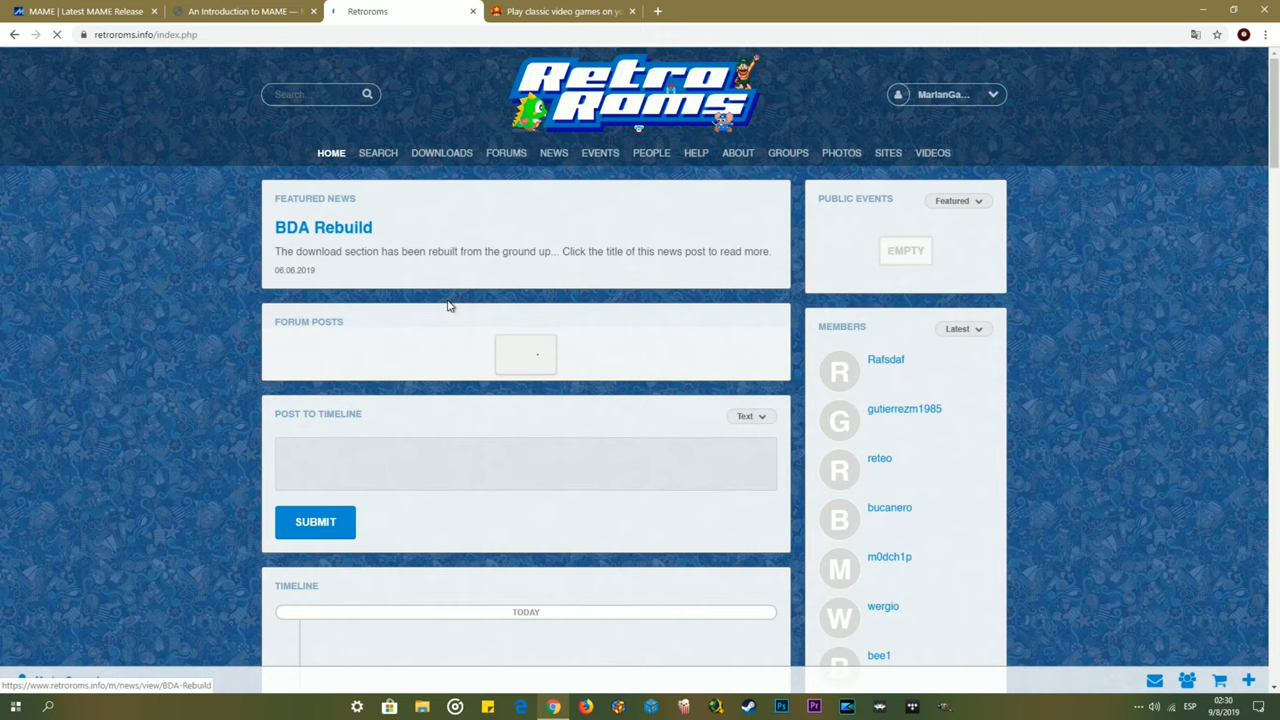 MAME | Latest MAME Release
An Introduction to MAME —
Retroroms
Play classic video games on yo
retroroms.info/index.php
Search...
Retro Roms
MarianGa...
HOME SEARCH DOWNLOADS FORUMS NEWS EVENTS PEOPLE HELP ABOUT GROUPS PHOTOS SITES VIDEOS
FEATURED NEWS
BDA Rebuild
The download section has been rebuilt from the ground up... Click the title of this news post to read more.
06.06.2019
FORUM POSTS
POST TO TIMELINE
Text
SUBMIT
TIMELINE
TODAY
PUBLIC EVENTS
Featured
EMPTY
MEMBERS
Latest
R
Rafsdaf
G
gutierrezm1985
R
reteo
B
bucanero
M
m0dch1p
W
wergio
B
bee1
https://www.retroroms.info/m/news/view/BDA-Rebuild
ESP
02:30
9/8/2019